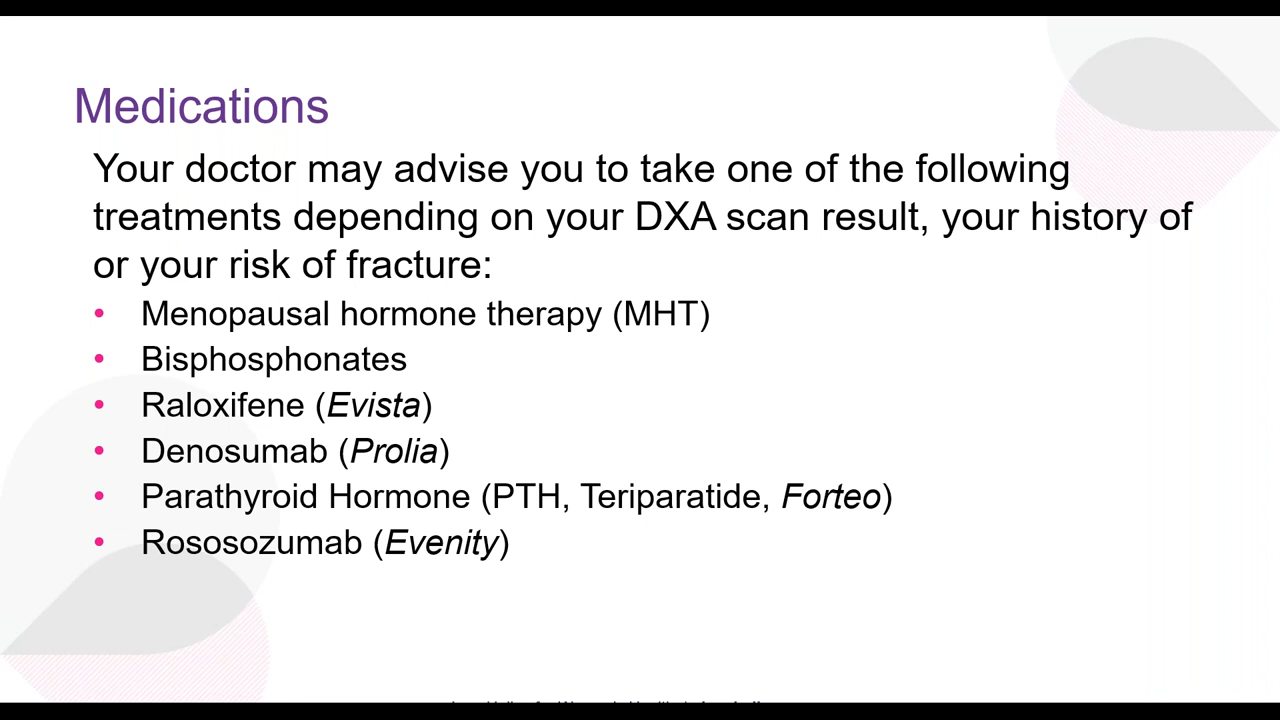 Medications
Your doctor may advise you to take one of the following
treatments depending on your DXA scan result, your history of
or your risk of fracture:
• Menopausal hormone therapy (MHT)
• Bisphosphonates
• Raloxifene (Evista)
• Denosumab (Prolia)
• Parathyroid Hormone (PTH, Teriparatide, Forteo)
• Rososozumab (Evenity)